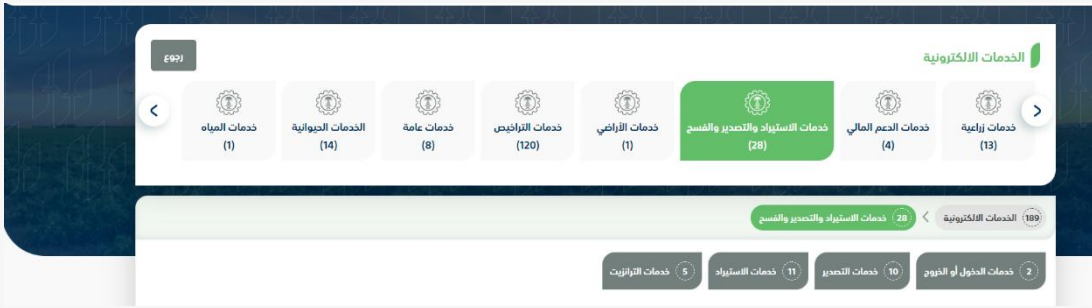 الخدمات الالكترونية
رجوع
خدمات زراعية
(13)
خدمات الدعم المالي
(4)
خدمات الاستيراد والتصدير والفسح
(28)
خدمات الأراضي
(1)
خدمات التراخيص
(120)
خدمات عامة
(8)
الخدمات الحيوانية
(14)
خدمات المياه
(1)
189 الخدمات الالكترونية
28 خدمات الاستيراد والتصدير والفسح
2 خدمات الدخول أو الخروج
10 خدمات التصدير
11 خدمات الاستيراد
5 خدمات الترانزيت